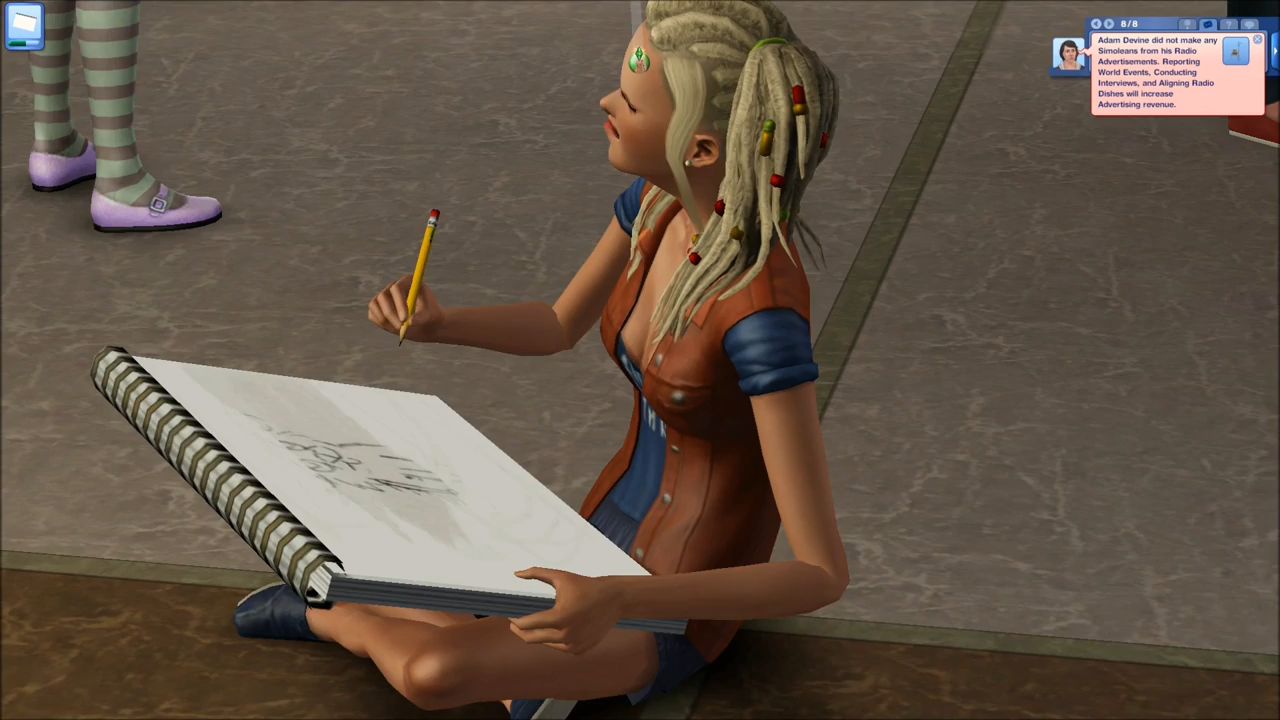 8/8
Adam Devine did not make any
Simoleans from his Radio
Advertisements. Reporting
World Events, Conducting
Interviews, and Aligning Radio
Dishes will increase
Advertising revenue.